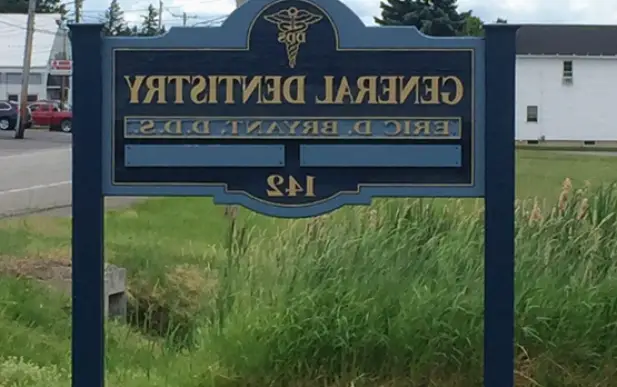 DDS
GENERAL DENTISTRY
ERIC D. BRYANT, D.D.S.
142